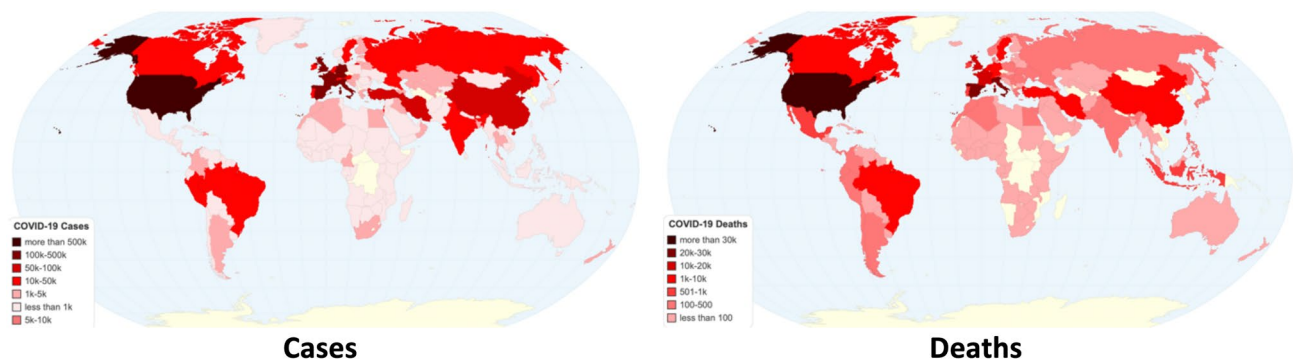 COVID-19 Cases
more than 500k
100k-500k
50k-100k
10k-50k
1k-5k
less than 1k
5k-10k
Cases
COVID-19 Deaths
more than 30k
20k-30k
10k-20k
1k-10k
501-1k
100-500
less than 100
Deaths